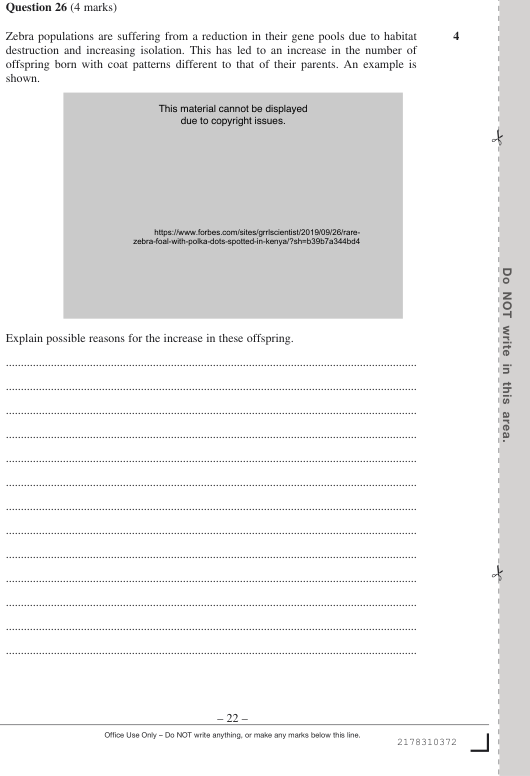 Question 26 (4 marks)
Zebra populations are suffering from a reduction in their gene pools due to habitat 4
destruction and increasing isolation. This has led to an increase in the number of
offspring born with coat patterns different to that of their parents. An example is
shown.
This material cannot be displayed
due to copyright issues.
https://www.forbes.com/sites/grrlscientist/2019/09/26/rare-
zebra-foal-with-polka-dots-spotted-in-kenya/?sh=b39b7a344bd4
Explain possible reasons for the increase in these offspring.
– 22 –
Office Use Only – Do NOT write anything, or make any marks below this line.
2178310372
Do NOT write in this area.